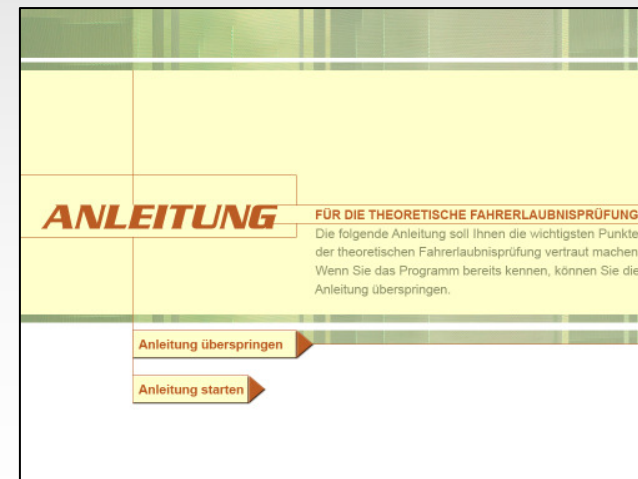 ANLEITUNG
FÜR DIE THEORETISCHE FAHRERLAUBNISPRÜFUNG
Die folgende Anleitung soll Ihnen die wichtigsten Punkte
der theoretischen Fahrerlaubnisprüfung vertraut machen
Wenn Sie das Programm bereits kennen, können Sie die
Anleitung überspringen.
Anleitung überspringen
Anleitung starten